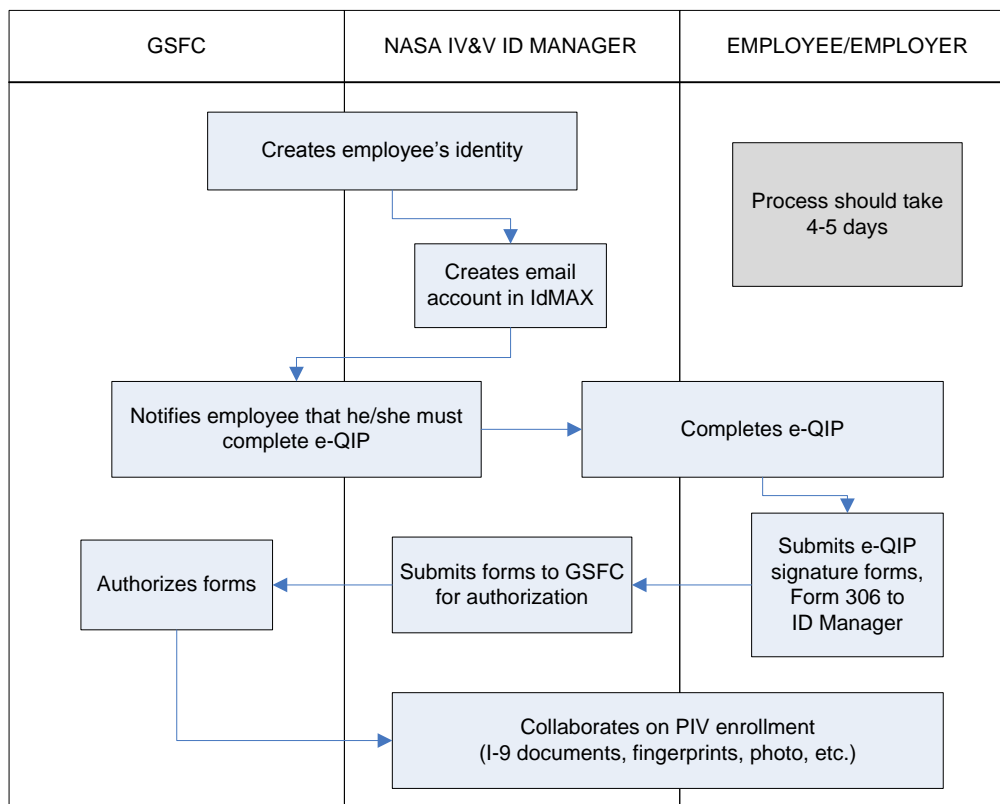 GSFC
NASA IV&V ID MANAGER
EMPLOYEE/EMPLOYER
Creates employee's identity
Process should take
4-5 days
Creates email
account in IdMAX
Notifies employee that he/she must
complete e-QIP
Completes e-QIP
Authorizes forms
Submits forms to GSFC
for authorization
Submits e-QIP
signature forms,
Form 306 to
ID Manager
Collaborates on PIV enrollment
(I-9 documents, fingerprints, photo, etc.)